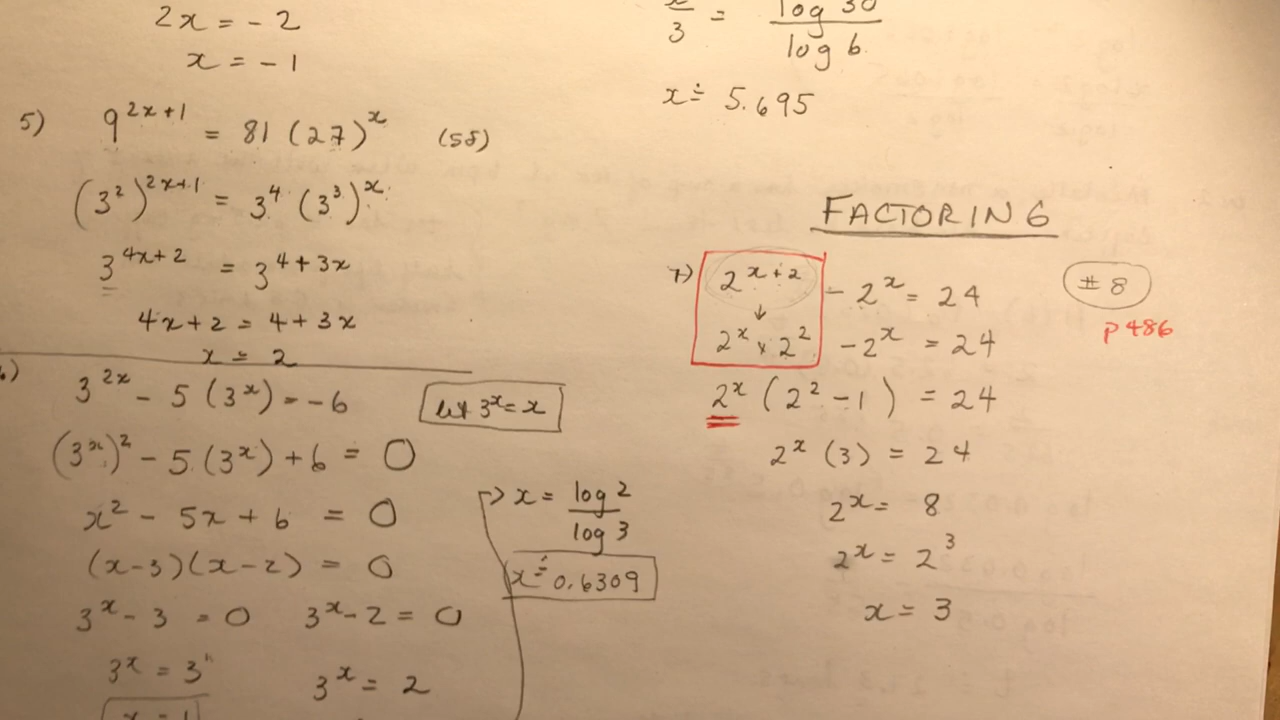 2x = -2
x = -1
5) 9^{2x+1} = 81 (27)^x (5δ)
(3^2)^{2x+1} = 3^4 (3^3)^x
3^{4x+2} = 3^{4+3x}
4x+2 = 4+3x
x = 2
3^{2x} - 5 (3^x) = -6
let 3^x = x
(3^x)^2 - 5 (3^x) + 6 = 0
x^2 - 5x + 6 = 0
(x-3)(x-2) = 0
3^x - 3 = 0 3^x - 2 = 0
3^x = 3^1 3^x = 2
x = 1
x = log 2 / log 3
x ≐ 0.6309
x/3 = log 30 / log 6
x ≐ 5.695
FACTORING
7) 2^{x+2} - 2^x = 24
#8
p486
↓
2^x × 2^2 - 2^x = 24
2^x (2^2 - 1) = 24
2^x (3) = 24
2^x = 8
2^x = 2^3
x = 3